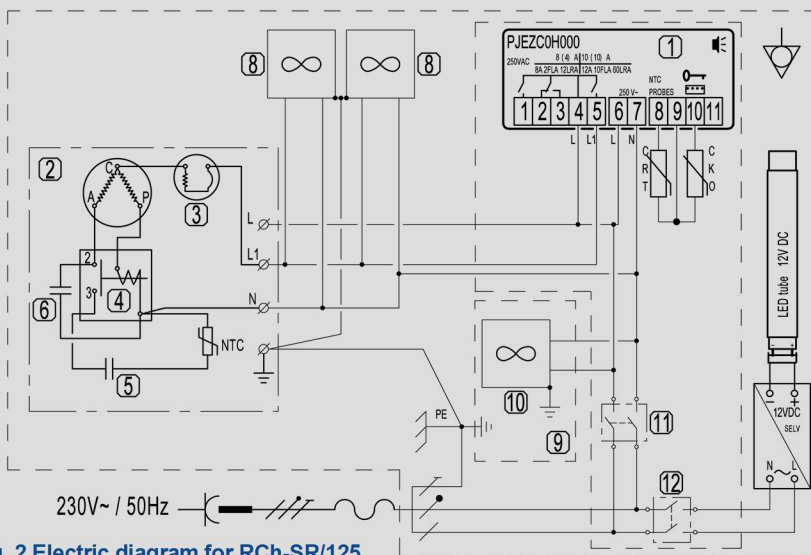 PJEZC0H000
1
250VAC
8 (4) A 10 (10) A
8A 2FLA 12LRA 12A 10FLA 60LRA
250 V~
NTC
PROBES
1 2 3 4 5 6 7 8 9 10 11
L L1 L N
C
R
T
C
K
O
8
8
2
C
A
P
3
L
L1
N
2
3
4
6
5
NTC
PE
10
9
11
12
LED tube 12V DC
- +
- +
12VDC
SELV
N L
230V~ / 50Hz
. 2 Electric diagram for RCh-SR/125